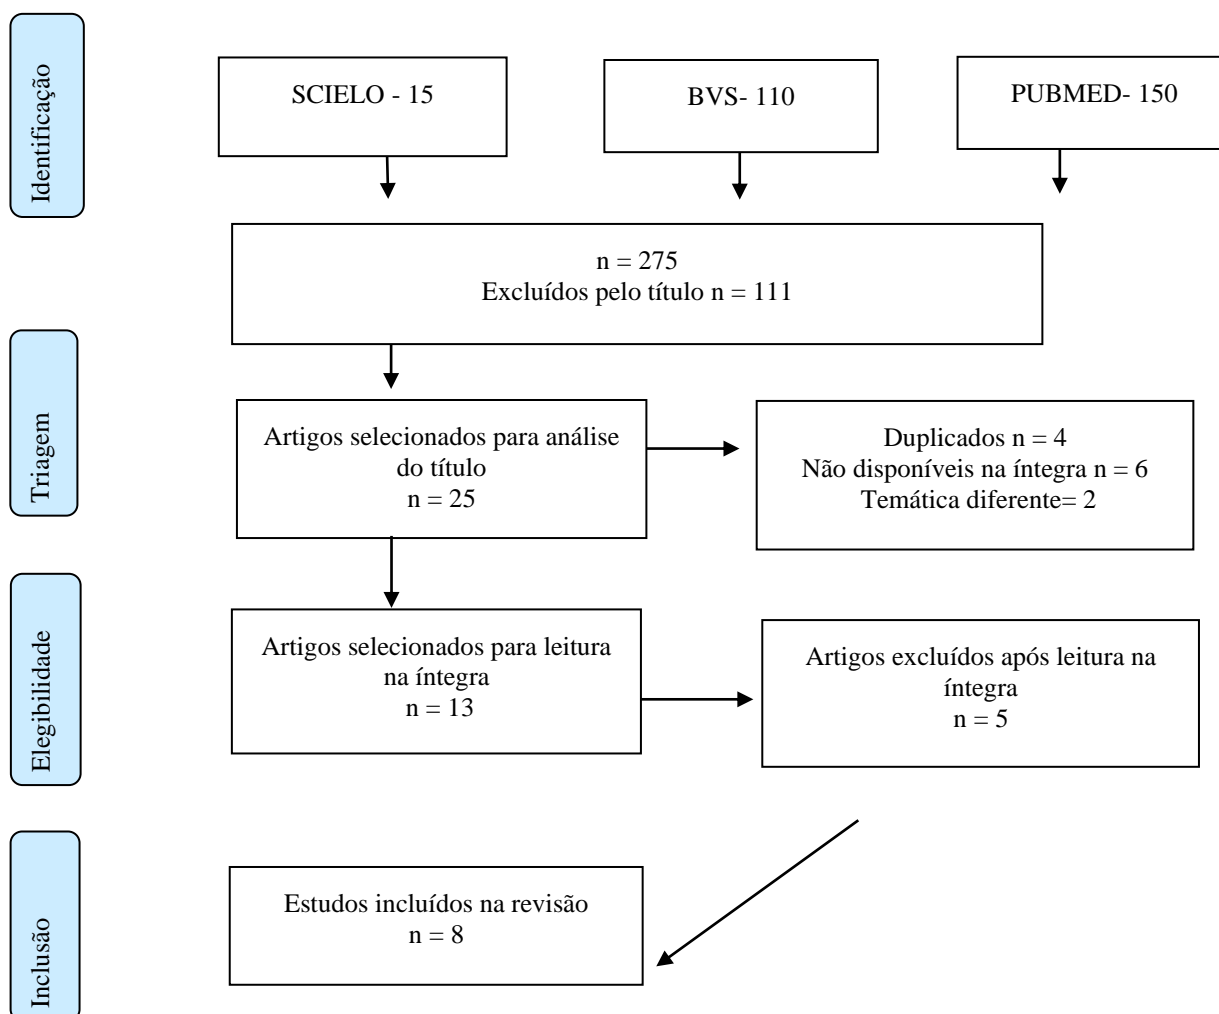 Identificação
SCIELO - 15
BVS- 110
PUBMED- 150
n = 275
Excluídos pelo título n = 111
Triagem
Artigos selecionados para análise
do título
n = 25
Duplicados n = 4
Não disponíveis na íntegra n = 6
Temática diferente= 2
Elegibilidade
Artigos selecionados para leitura
na íntegra
n = 13
Artigos excluídos após leitura na
íntegra
n = 5
Inclusão
Estudos incluídos na revisão
n = 8